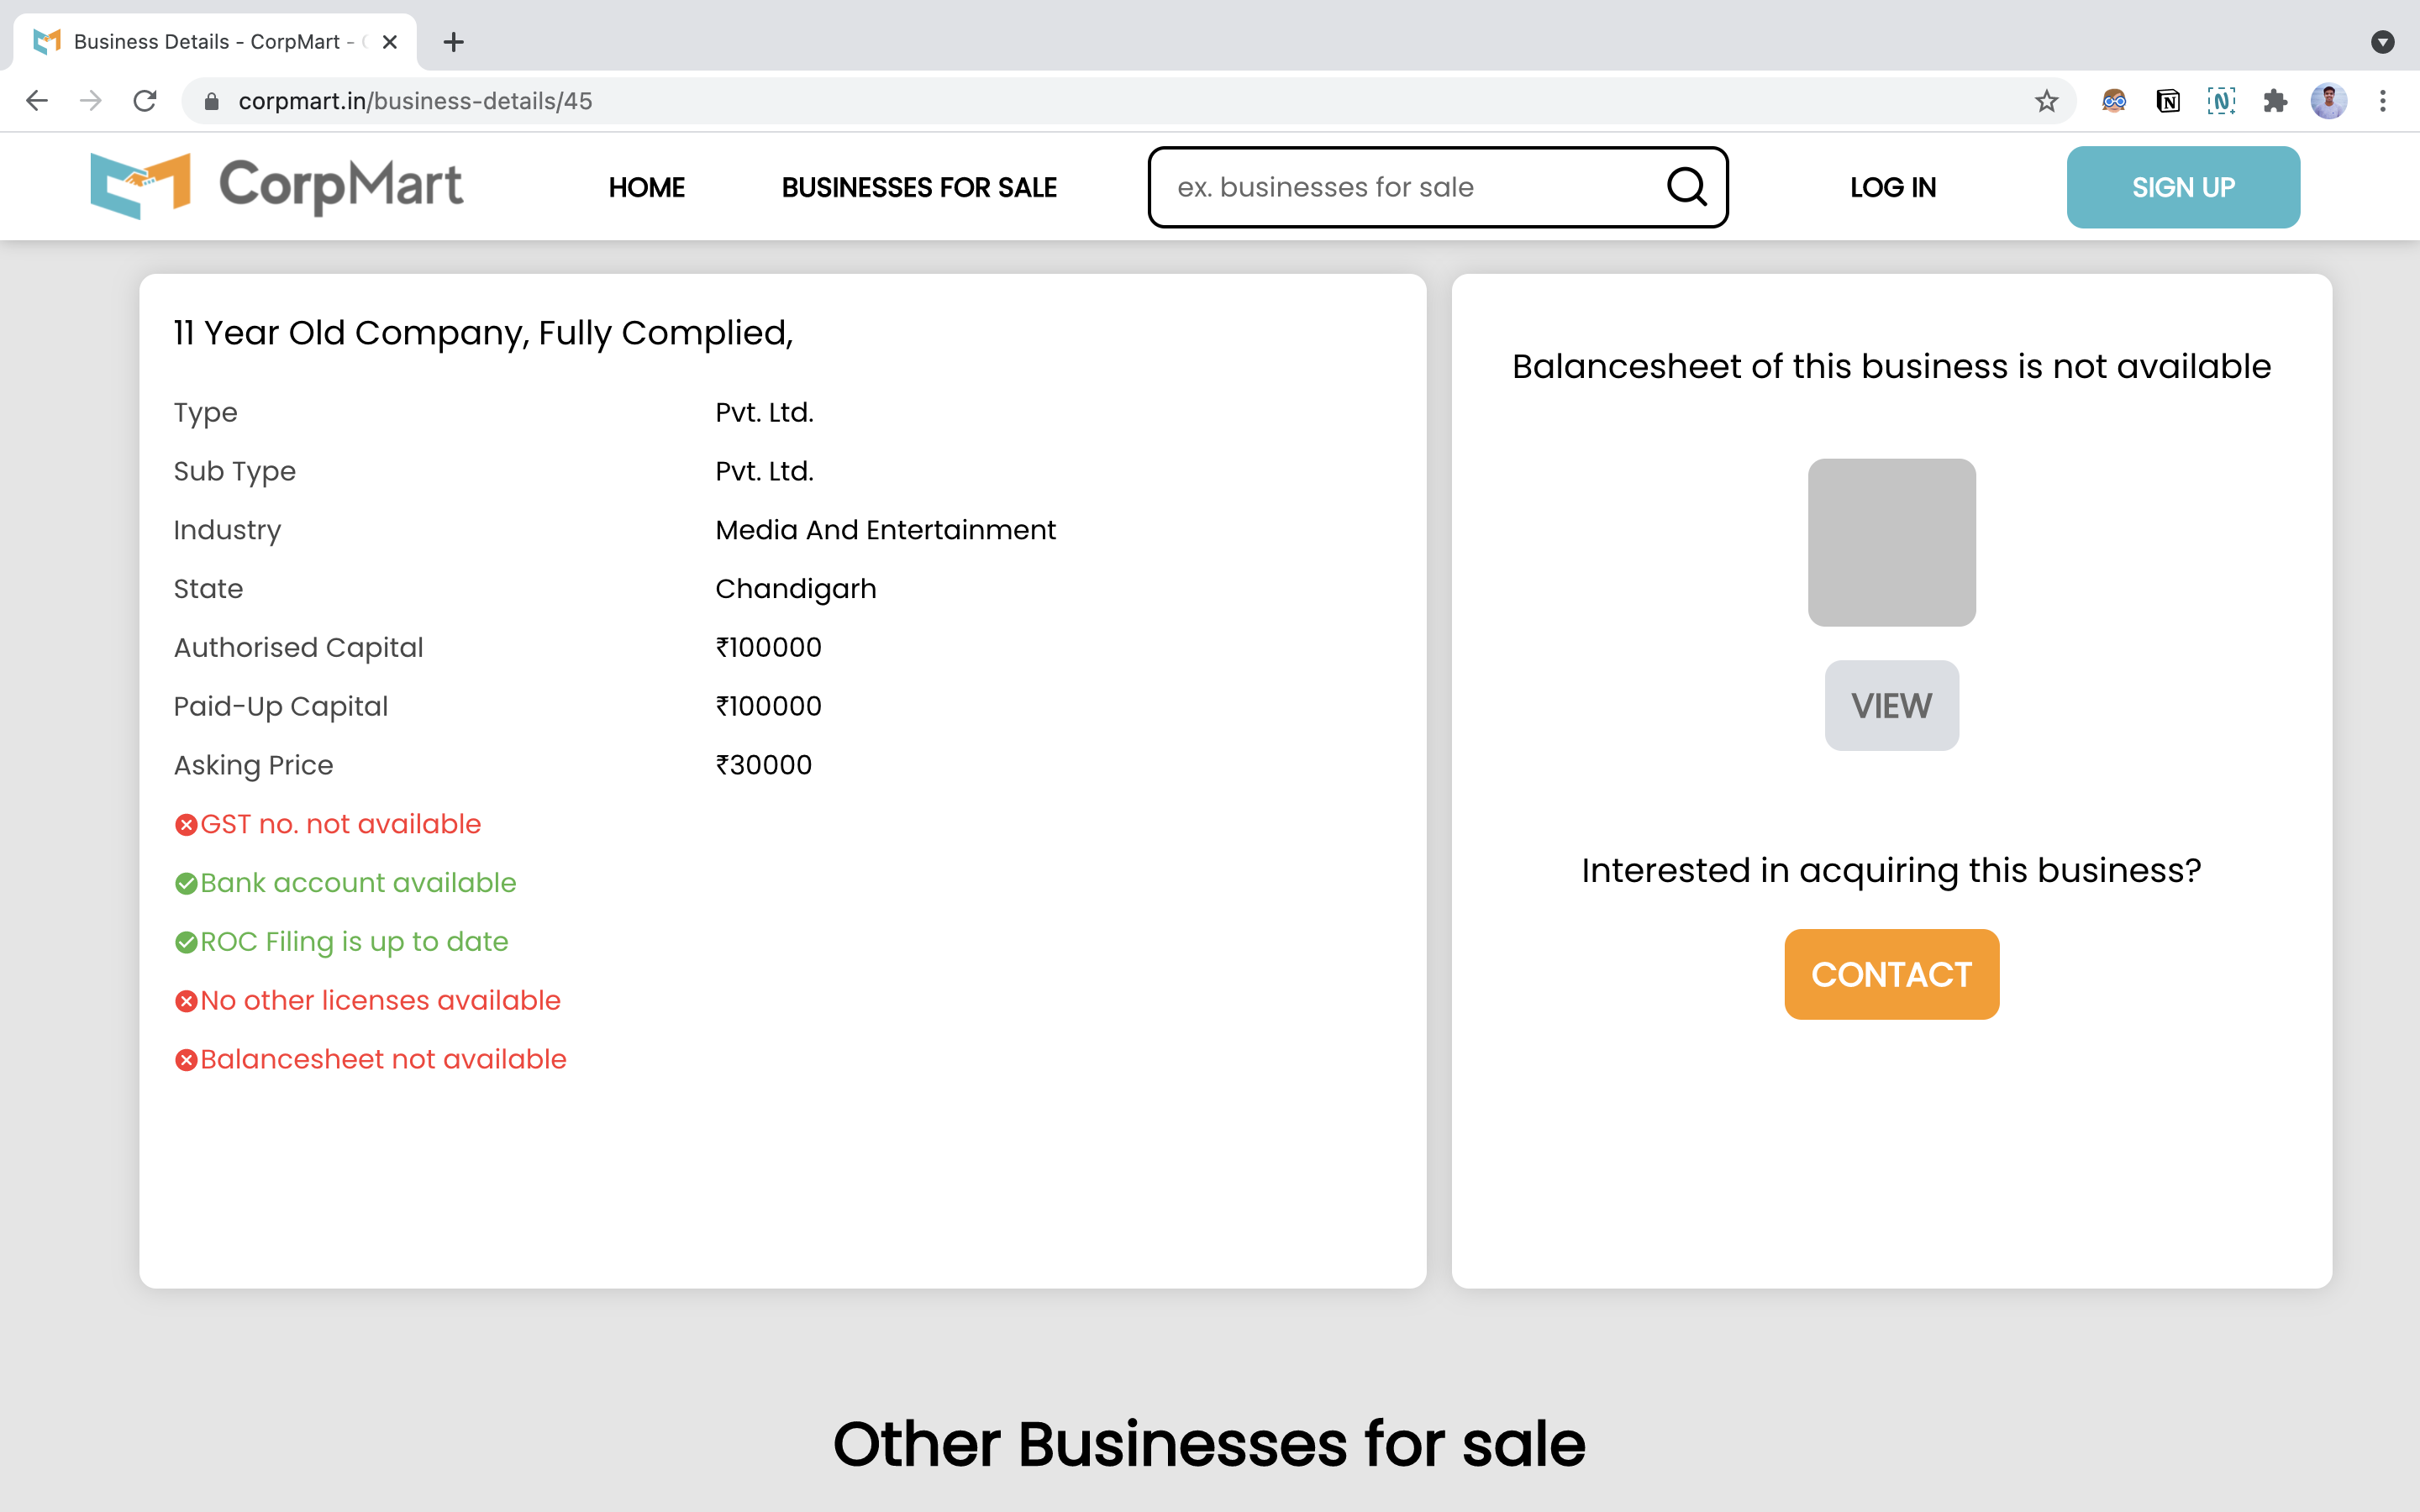 Business Details - CorpMart -
corpmart.in/business-details/45
CorpMart
HOME
BUSINESSES FOR SALE
ex. businesses for sale
LOG IN
SIGN UP
11 Year Old Company, Fully Complied,
Type Pvt. Ltd.
Sub Type Pvt. Ltd.
Industry Media And Entertainment
State Chandigarh
Authorised Capital ₹100000
Paid-Up Capital ₹100000
Asking Price ₹30000
GST no. not available
Bank account available
ROC Filing is up to date
No other licenses available
Balancesheet not available
Balancesheet of this business is not available
VIEW
Interested in acquiring this business?
CONTACT
Other Businesses for sale